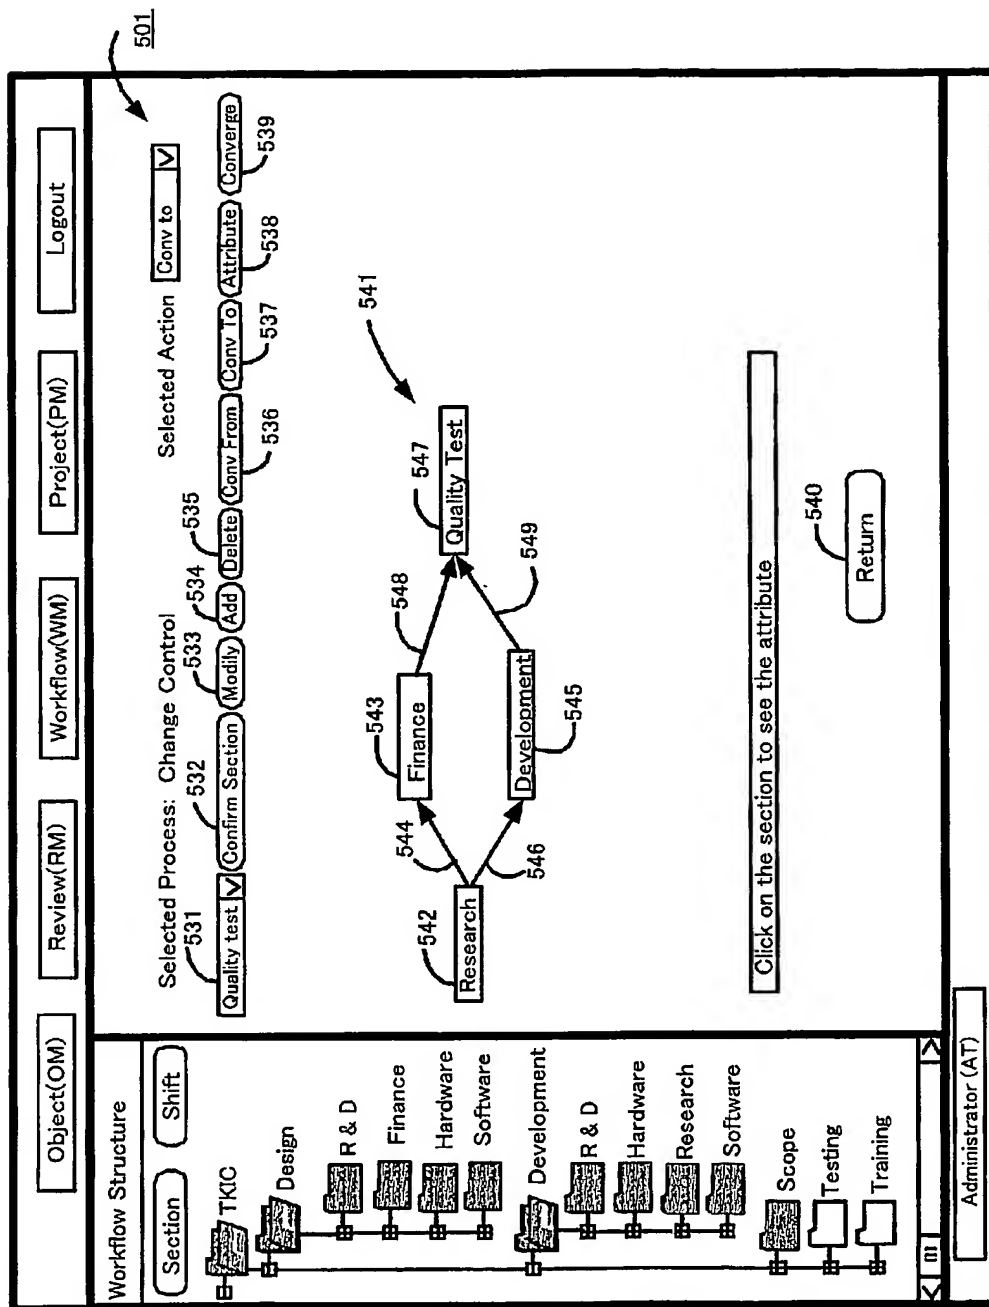 501
Object(OM) Review(RM) Workflow(WM) Project(PM) Logout
Workflow Structure
Section Shift
TKIC
Design
R & D
Finance
Hardware
Software
Development
R & D
Hardware
Research
Software
Scope
Testing
Training
Selected Process: Change Control Selected Action Conv to
531 532 533 534 535
Quality test Confirm Section Modify Add Delete Conv From Conv To Attribute Converge
536 537 538 539
541
543 548 547
544 Finance
542 Research Quality Test
546 Development 549
545
Click on the section to see the attribute
540
Return
m
Administrator (AT)